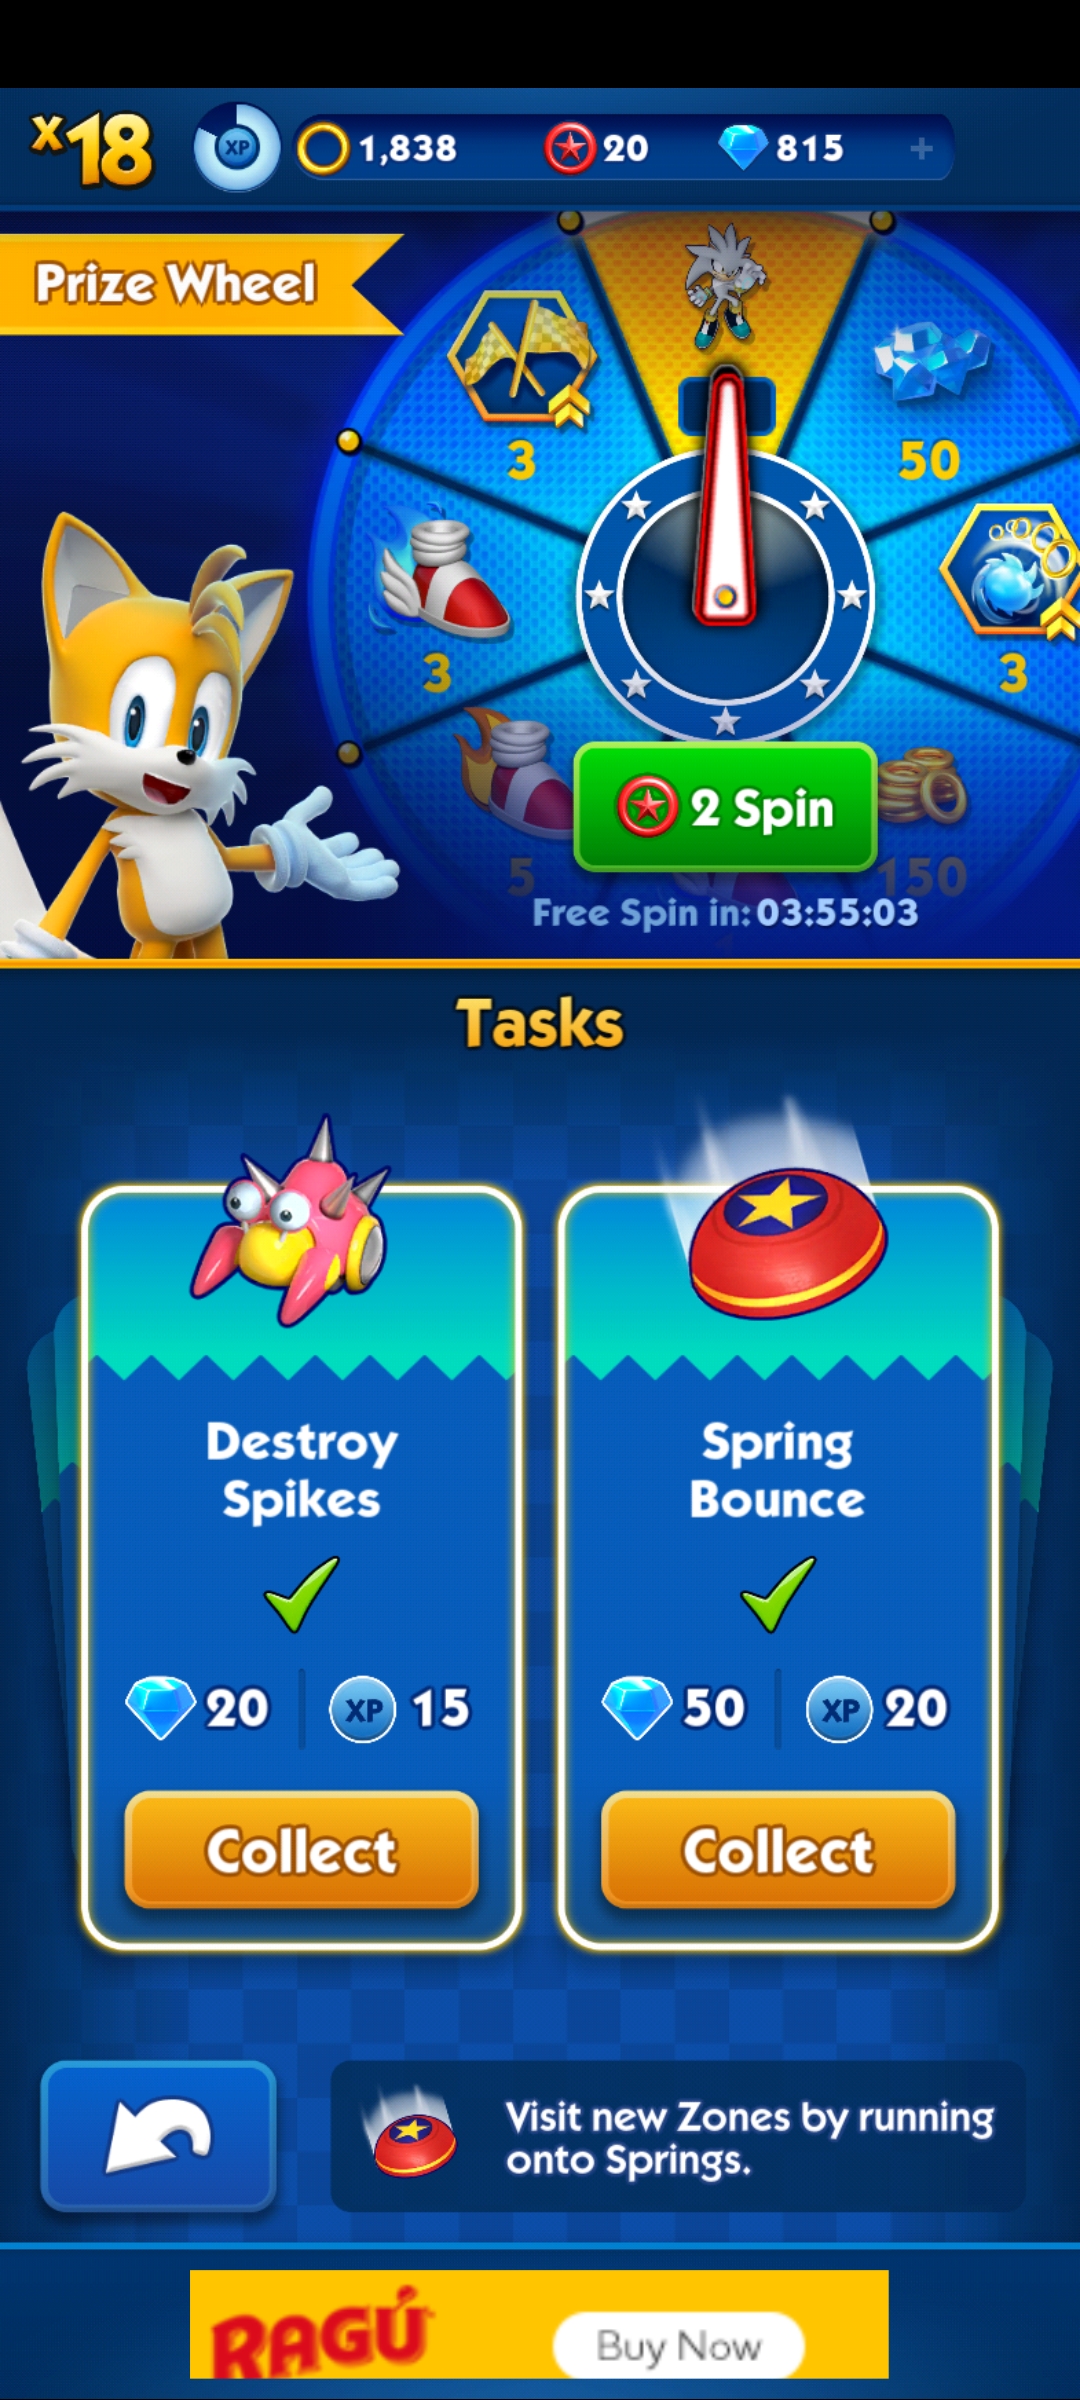 x18
XP
1,838
20
815
+
Prize Wheel
3
50
3
3
2 Spin
5
150
Free Spin in: 03:55:03
Tasks
Destroy
Spikes
20
XP
15
Collect
Spring
Bounce
50
XP
20
Collect
Visit new Zones by running
onto Springs.
RAGÚ
Buy Now